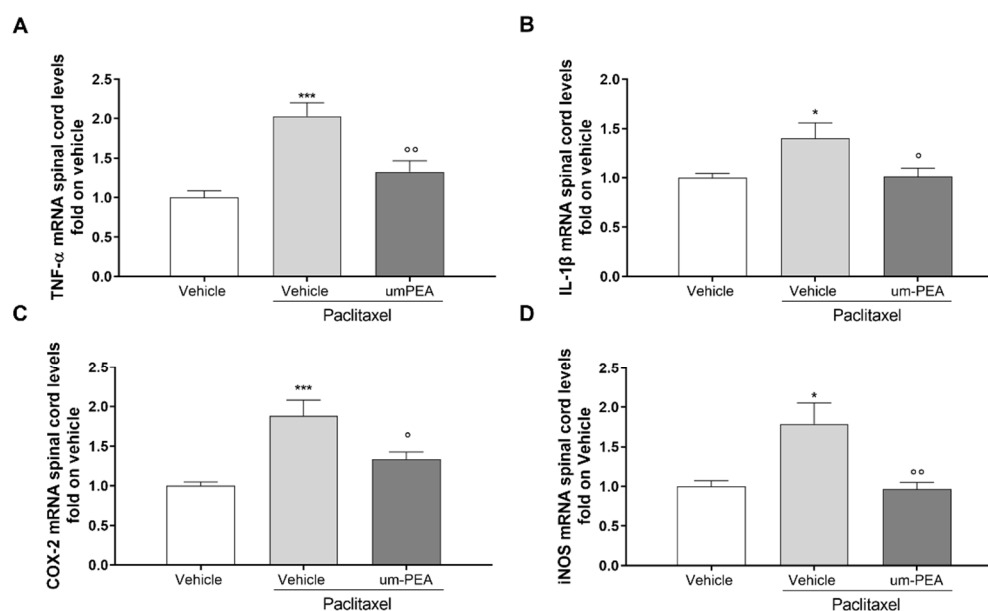 A
TNF-α mRNA spinal cord levels
fold on vehicle
2.5
2.0
1.5
1.0
0.5
0.0
***
°°
Vehicle
Vehicle
umPEA
Paclitaxel
B
IL-1β mRNA spinal cord levels
fold on vehicle
2.0
1.5
1.0
0.5
0.0
*
°
Vehicle
Vehicle
um-PEA
Paclitaxel
C
COX-2 mRNA spinal cord levels
fold on vehicle
2.5
2.0
1.5
1.0
0.5
0.0
***
°
Vehicle
Vehicle
um-PEA
Paclitaxel
D
iNOS mRNA spinal cord levels
fold on Vehicle
2.5
2.0
1.5
1.0
0.5
0.0
*
°°
Vehicle
Vehicle
um-PEA
Paclitaxel